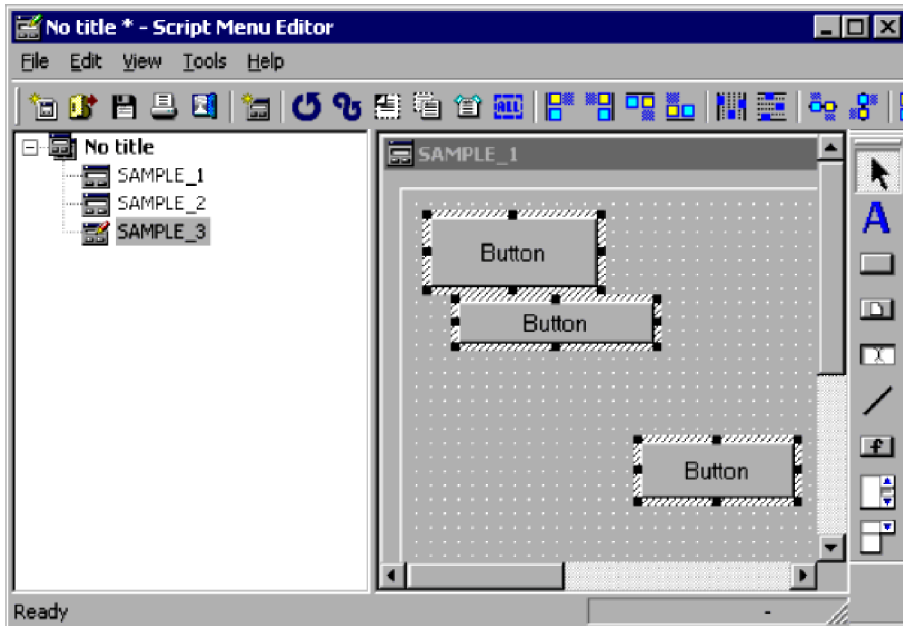 No title * - Script Menu Editor
File Edit View Tools Help
ALL
No title
SAMPLE_1
SAMPLE_2
SAMPLE_3
SAMPLE_1
Button
Button
Button
A
f
Ready
-